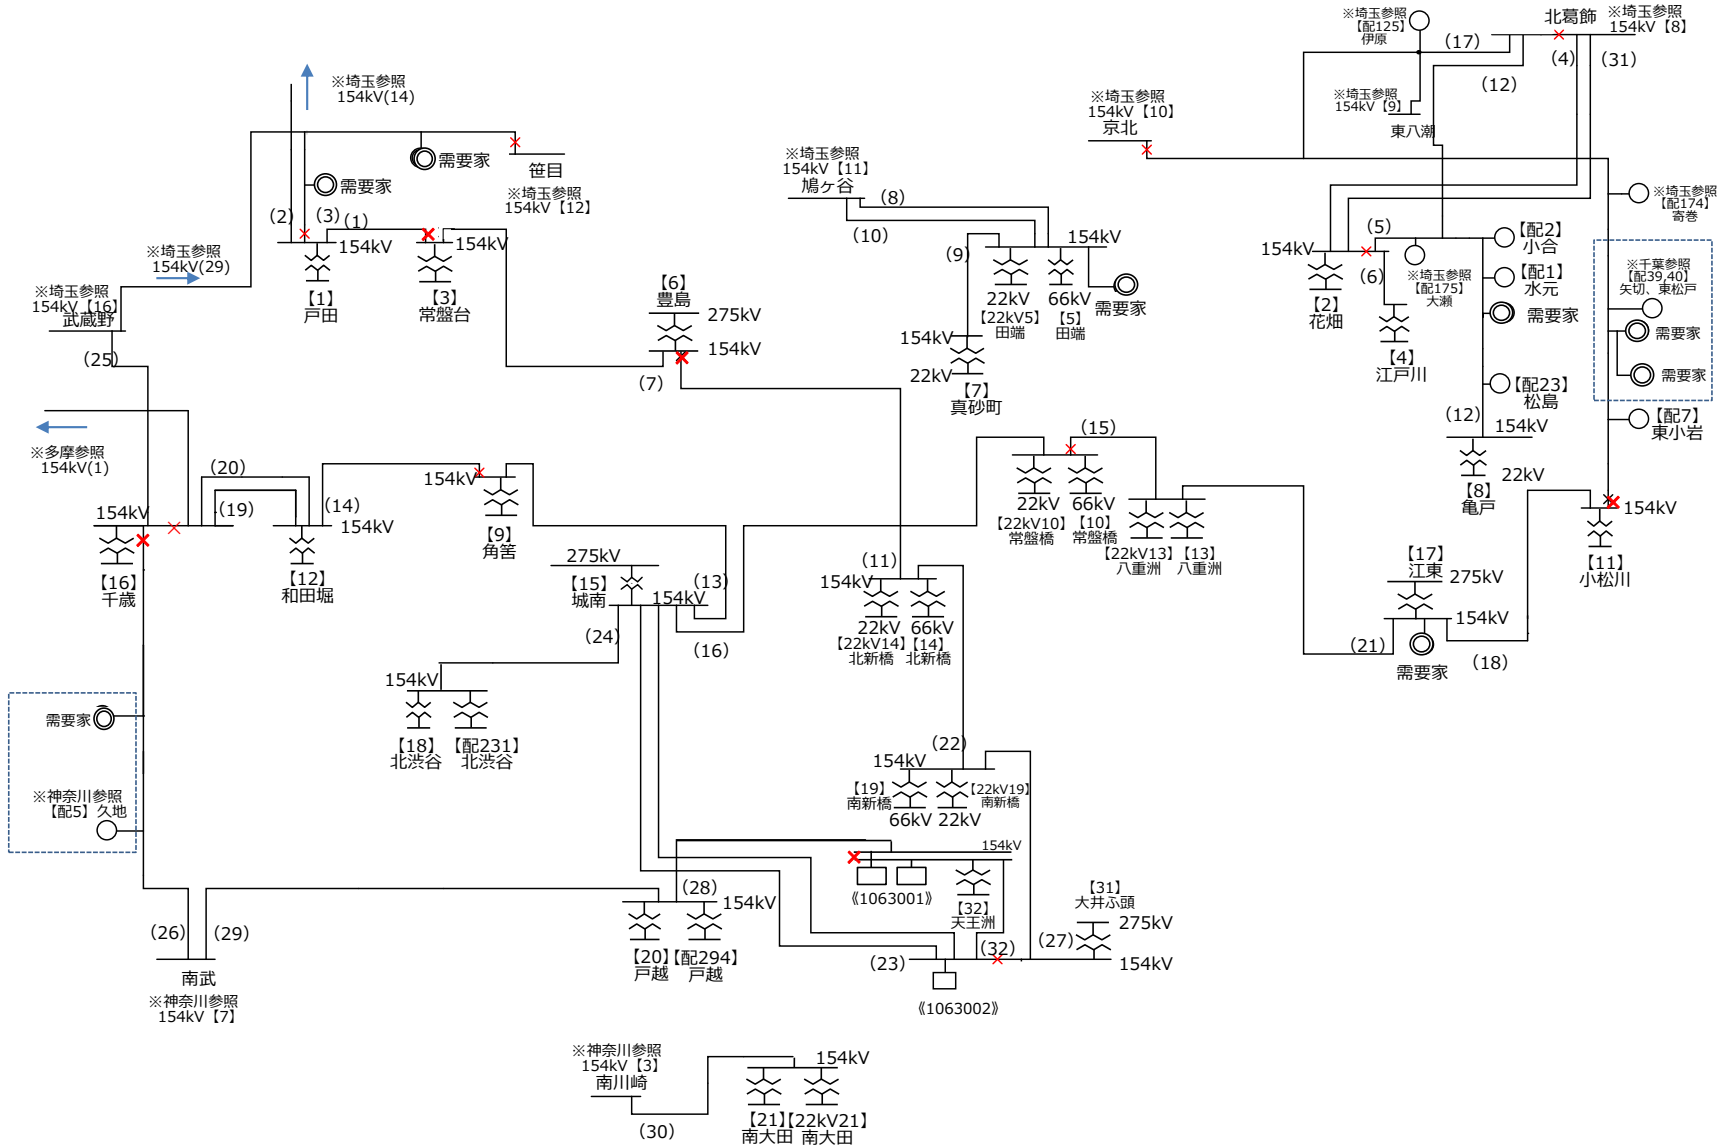 ※埼玉参照
【配125】
伊原
北葛飾
※埼玉参照
154kV【8】
（17）
（4）
（31）
（12）
※埼玉参照
154kV(14)
※埼玉参照
154kV【10】
京北
※埼玉参照
154kV【9】
東八潮
需要家
笹目
※埼玉参照
154kV【12】
需要家
※埼玉参照
154kV【11】
鳩ヶ谷
（8）
（10）
※埼玉参照
【配174】
寄巻
（2）
（3）
（1）
154kV
154kV
（9）
154kV
154kV
（5）
（6）
【配2】
小合
※埼玉参照
154kV(29)
【1】
戸田
【3】
常盤台
【6】
豊島
275kV
154kV
22kV
【22kV5】
田端
66kV
【5】
田端
需要家
【2】
花畑
※埼玉参照
【配175】
大瀬
【配1】
水元
需要家
※千葉参照
【配39,40】
矢切、東松戸
需要家
需要家
※埼玉参照
154kV【16】
武蔵野
（25）
（7）
154kV
22kV
【7】
真砂町
【4】
江戸川
【配23】
松島
（12）
154kV
【配7】
東小岩
※多摩参照
154kV(1)
（20）
（19）
（14）
154kV
（15）
22kV
【22kV10】
常盤橋
66kV
【10】
常盤橋
22kV
【8】
亀戸
154kV
154kV
154kV
【9】
角筈
【22kV13】
八重洲
【13】
八重洲
【16】
千歳
【12】
和田堀
275kV
【15】
城南
（13）
154kV
（11）
154kV
【17】
江東
275kV
154kV
【11】
小松川
（24）
（16）
22kV
【22kV14】
北新橋
66kV
【14】
北新橋
（21）
需要家
（18）
154kV
需要家
【18】
北渋谷
【配231】
北渋谷
（22）
154kV
※神奈川参照
【配5】久地
【19】
南新橋
66kV
【22kV19】
南新橋
22kV
154kV
《1063001》
【32】
天王洲
（28）
154kV
【31】
大井ふ頭
275kV
（26）
（29）
【20】
戸越
【配294】
戸越
（23）
（32）
（27）
154kV
南武
※神奈川参照
154kV【7】
《1063002》
※神奈川参照
154kV【3】
南川崎
154kV
（30）
【21】
南大田
【22kV21】
南大田